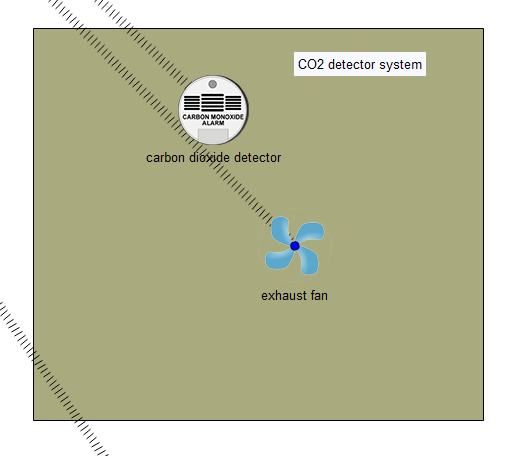 CO2 detector system
CARBON MONOXIDE
ALARM
carbon dioxide detector
exhaust fan